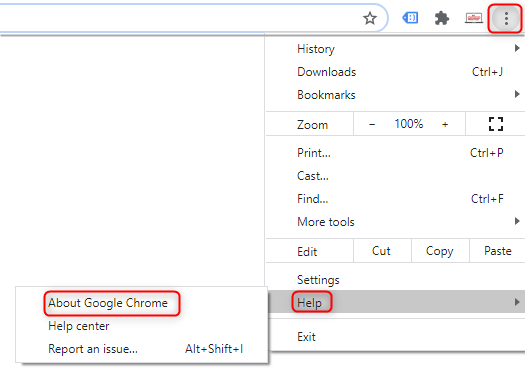 History
Downloads Ctrl+J
Bookmarks
Zoom − 100% +
Print... Ctrl+P
Cast...
Find... Ctrl+F
More tools
Edit Cut Copy Paste
Settings
Help
Exit
About Google Chrome
Help center
Report an issue... Alt+Shift+I